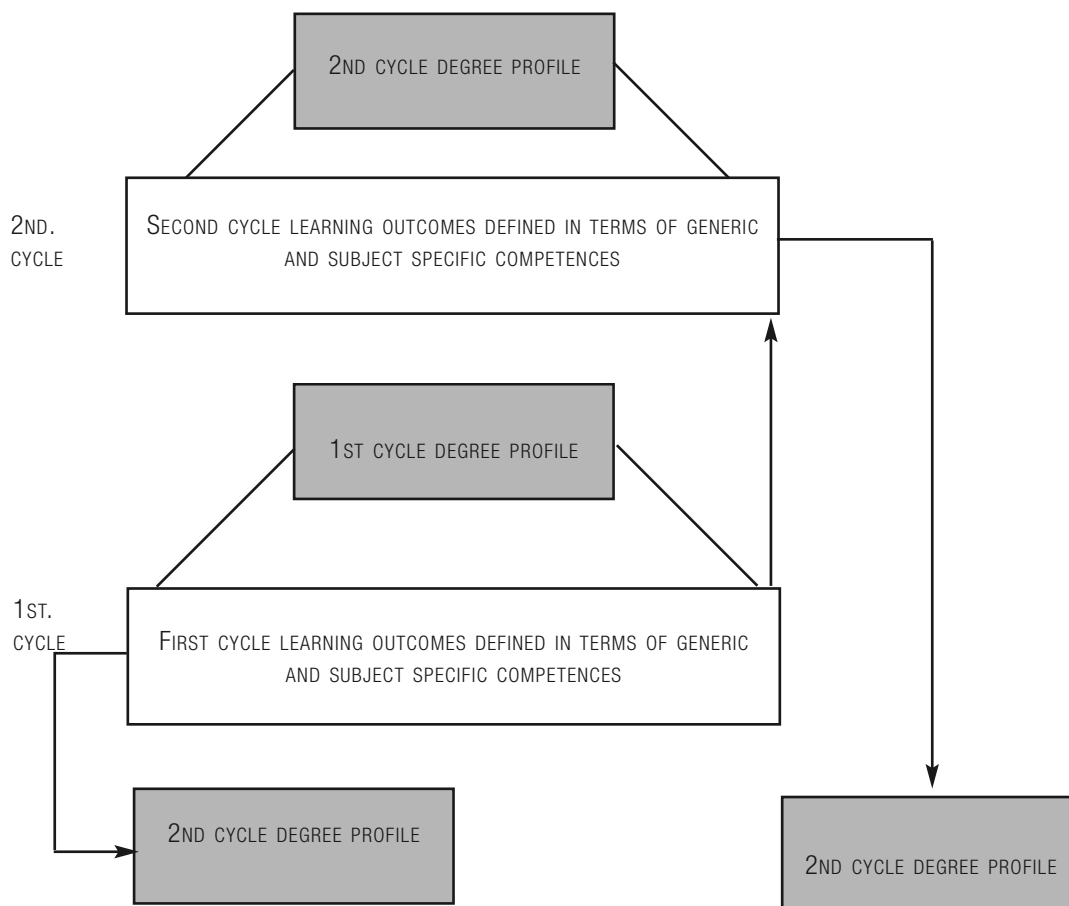 2ND CYCLE DEGREE PROFILE
2ND.
CYCLE
SECOND CYCLE LEARNING OUTCOMES DEFINED IN TERMS OF GENERIC
AND SUBJECT SPECIFIC COMPETENCES
1ST CYCLE DEGREE PROFILE
1ST.
CYCLE
FIRST CYCLE LEARNING OUTCOMES DEFINED IN TERMS OF GENERIC
AND SUBJECT SPECIFIC COMPETENCES
2ND CYCLE DEGREE PROFILE
2ND CYCLE DEGREE PROFILE